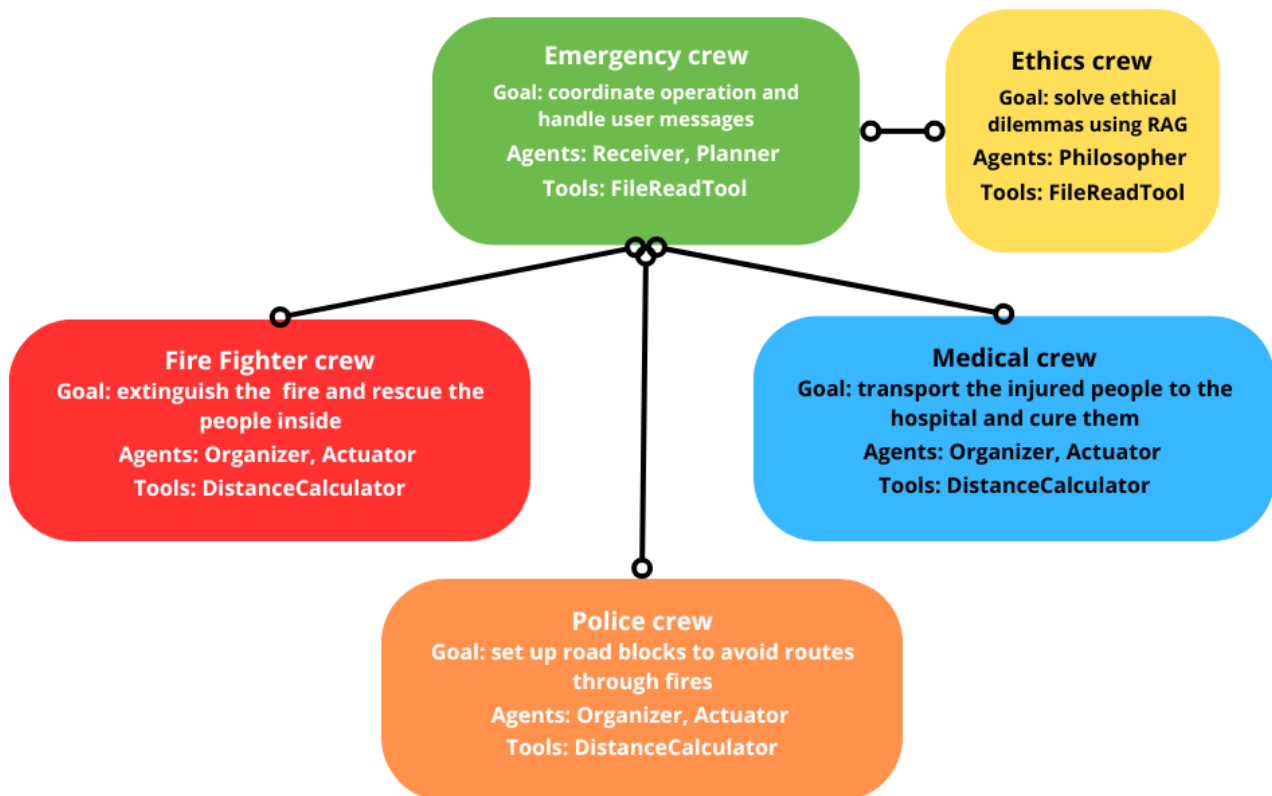 Emergency crew
Goal: coordinate operation and
handle user messages
Agents: Receiver, Planner
Tools: FileReadTool
Ethics crew
Goal: solve ethical
dilemmas using RAG
Agents: Philosopher
Tools: FileReadTool
Fire Fighter crew
Goal: extinguish the fire and rescue the
people inside
Agents: Organizer, Actuator
Tools: DistanceCalculator
Medical crew
Goal: transport the injured people to the
hospital and cure them
Agents: Organizer, Actuator
Tools: DistanceCalculator
Police crew
Goal: set up road blocks to avoid routes
through fires
Agents: Organizer, Actuator
Tools: DistanceCalculator